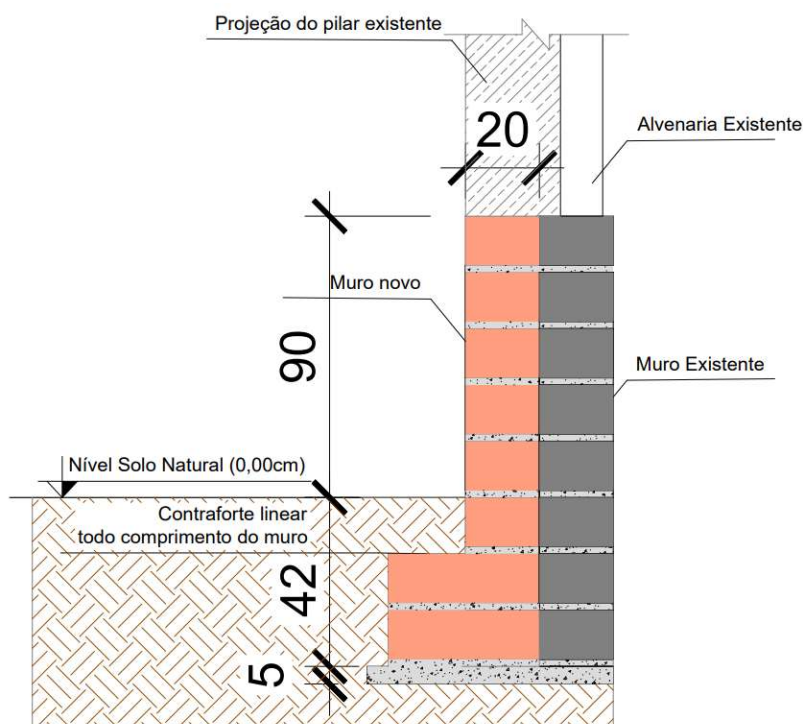 Projeção do pilar existente
20
Alvenaria Existente
Muro novo
90
Muro Existente
Nível Solo Natural (0,00cm)
Contraforte linear
todo comprimento do muro
42
5